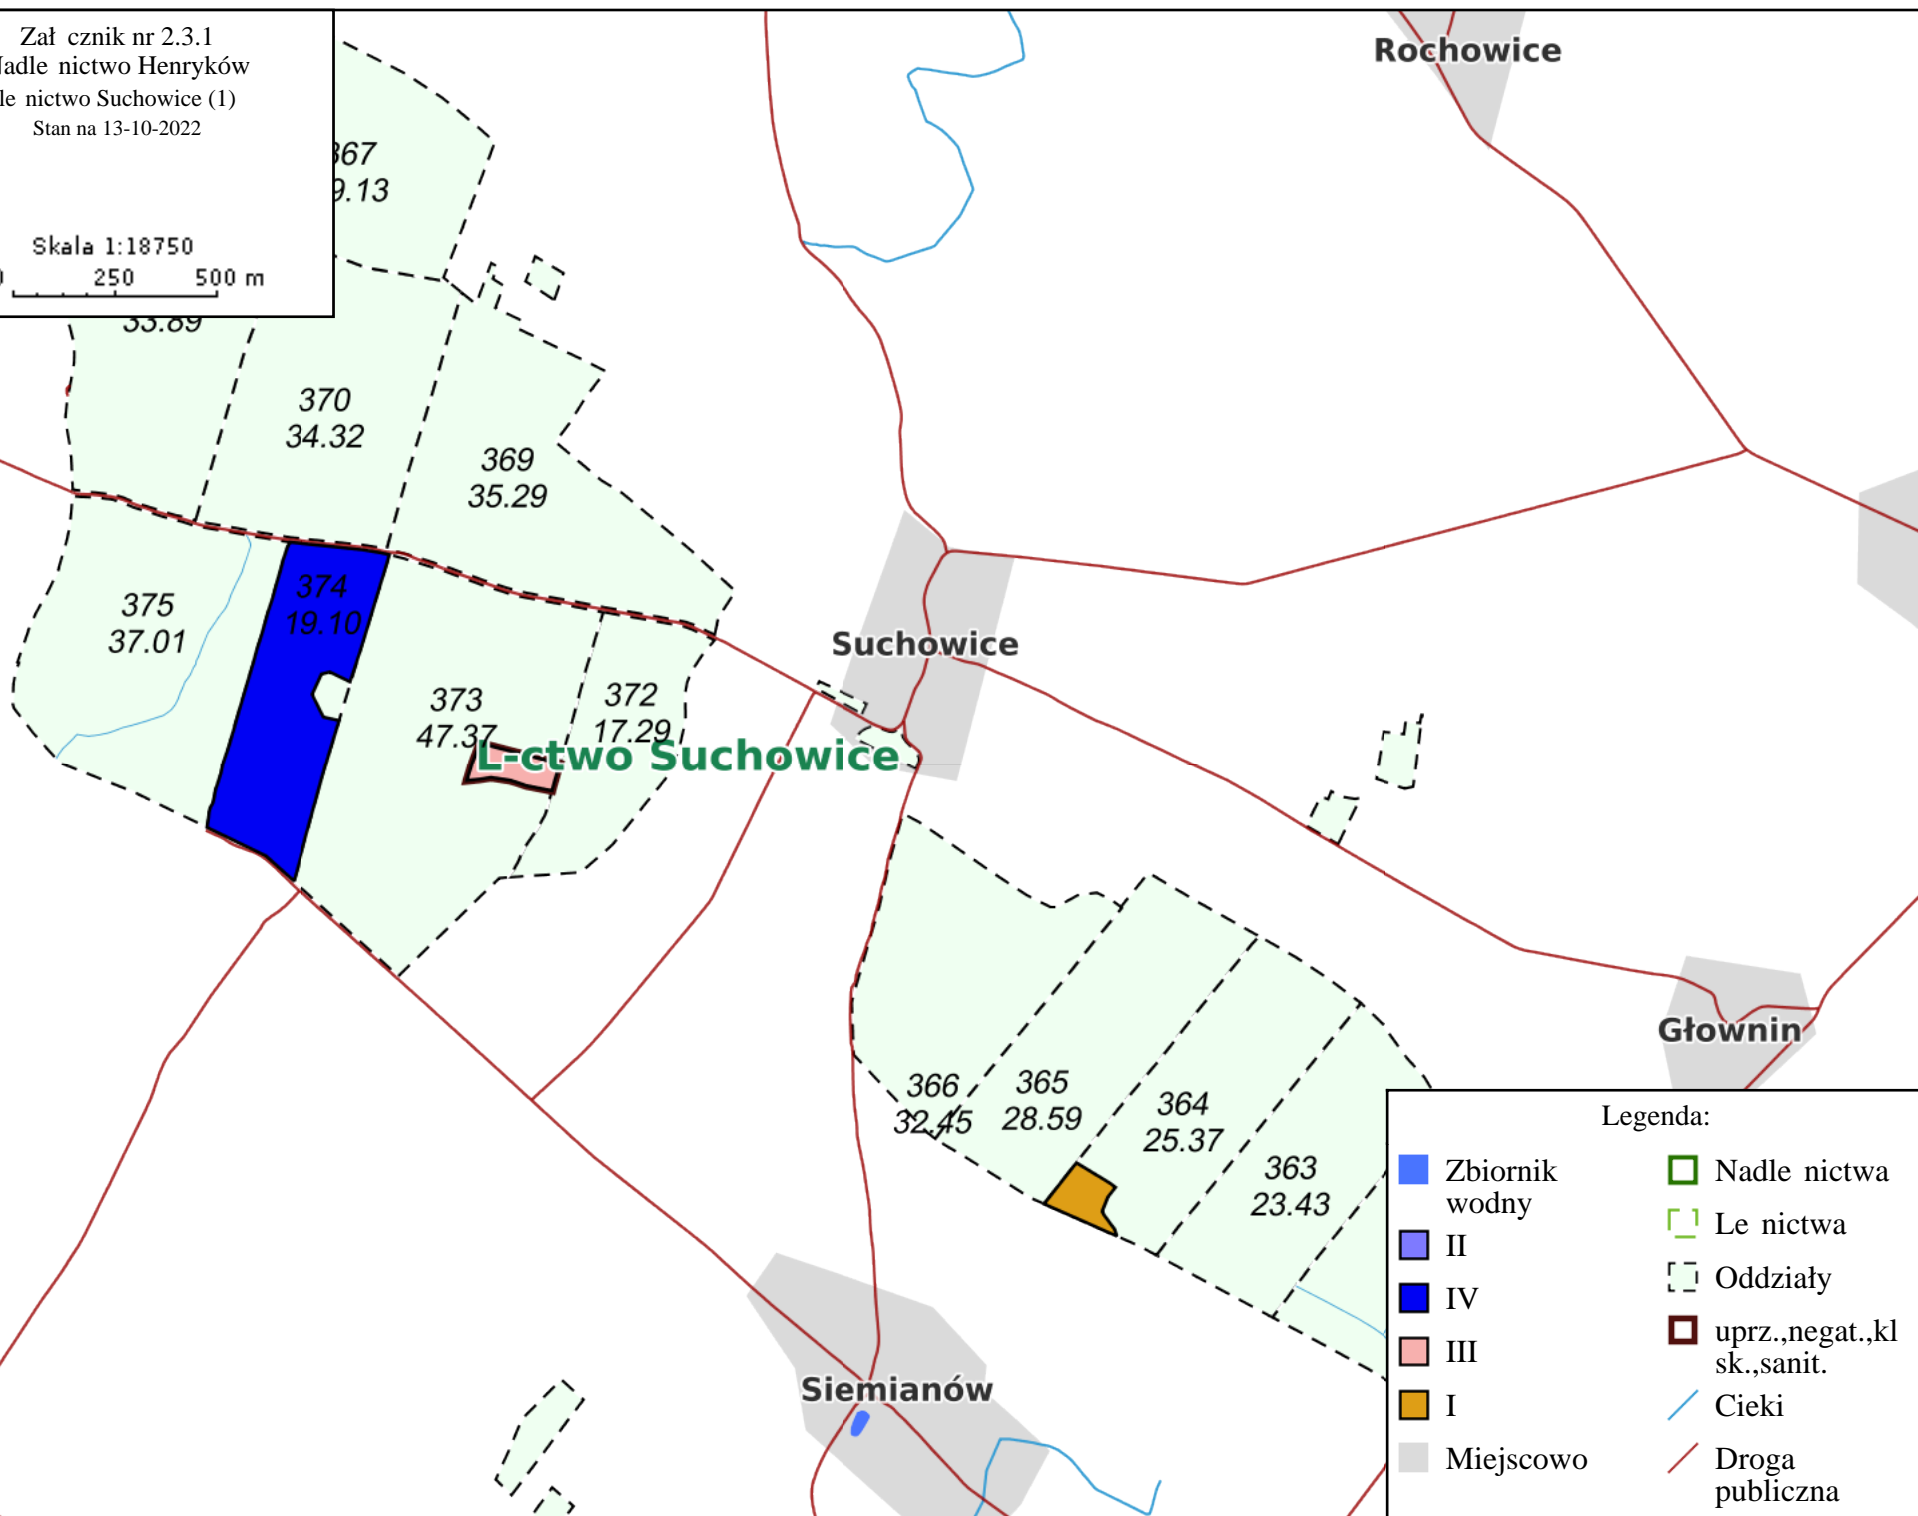 Zał cznik nr 2.3.1
Nadle nictwo Henryków
le nictwo Suchowice (1)
Stan na 13-10-2022
Skala 1:18750
0 250 500 m
Rochowice
367
9.13
33.89
370
34.32
369
35.29
374
19.10
375
37.01
373
47.37
372
17.29
Suchowice
L-ctwo Suchowice
366
32.45
365
28.59
364
25.37
363
23.43
Głownin
Siemianów
Legenda:
Zbiornik
wodny
II
IV
III
I
Miejscowo
Nadle nictwa
Le nictwa
Oddziały
uprz.,negat.,kl
sk.,sanit.
Cieki
Droga
publiczna